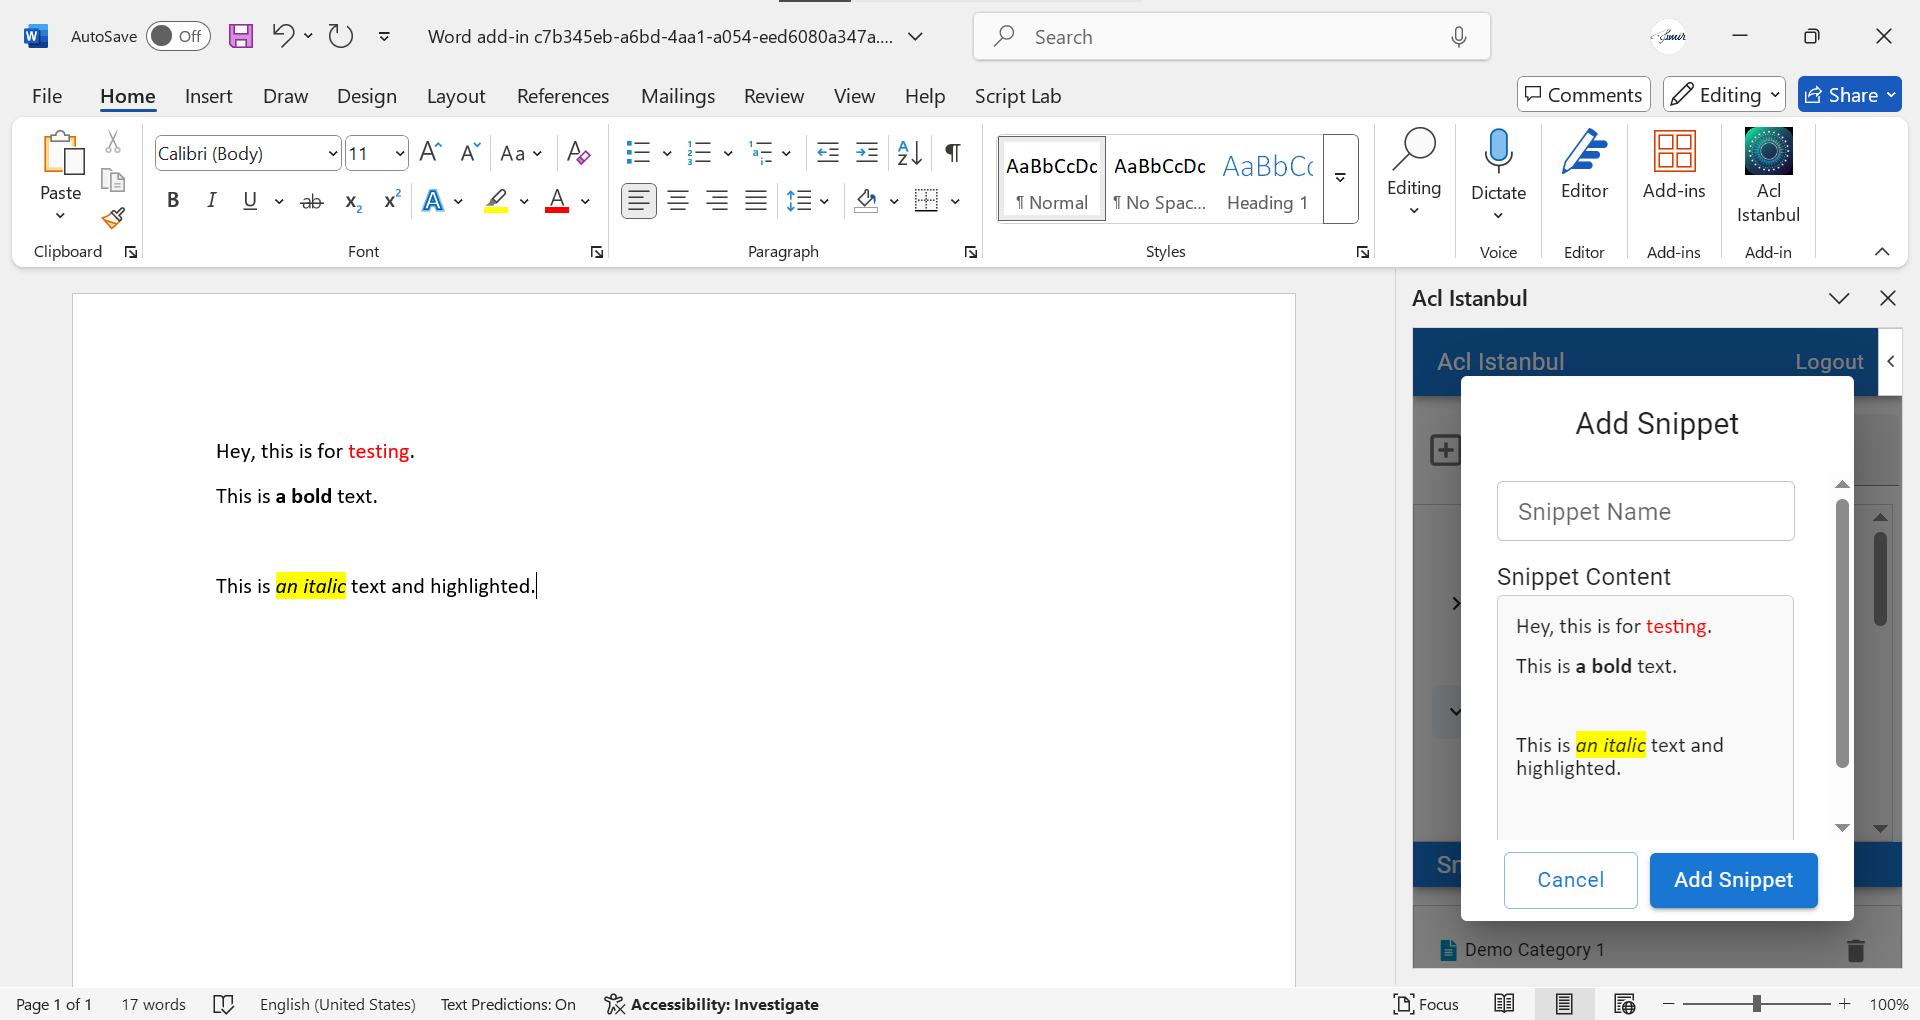 AutoSave Off Word add-in c7b345eb-a6bd-4aa1-a054-eed6080a347a.... Search
File Home Insert Draw Design Layout References Mailings Review View Help Script Lab Comments Editing Share
Paste
Clipboard
Calibri (Body) 11 Aa
B I U ab x₂ x² A A
Font
Paragraph
AaBbCcDc AaBbCcDc AaBbCc
¶ Normal ¶ No Spac... Heading 1
Styles
Editing
Dictate
Voice
Editor
Editor
Add-ins
Add-ins
Acl
Istanbul
Add-in
Hey, this is for testing.
This is a bold text.
This is an italic text and highlighted.
Acl Istanbul
Acl Istanbul Logout
Add Snippet
Snippet Name
Snippet Content
Hey, this is for testing.
This is a bold text.
This is an italic text and
highlighted.
Cancel Add Snippet
Sn
Demo Category 1
Page 1 of 1 17 words English (United States) Text Predictions: On Accessibility: Investigate Focus 100%